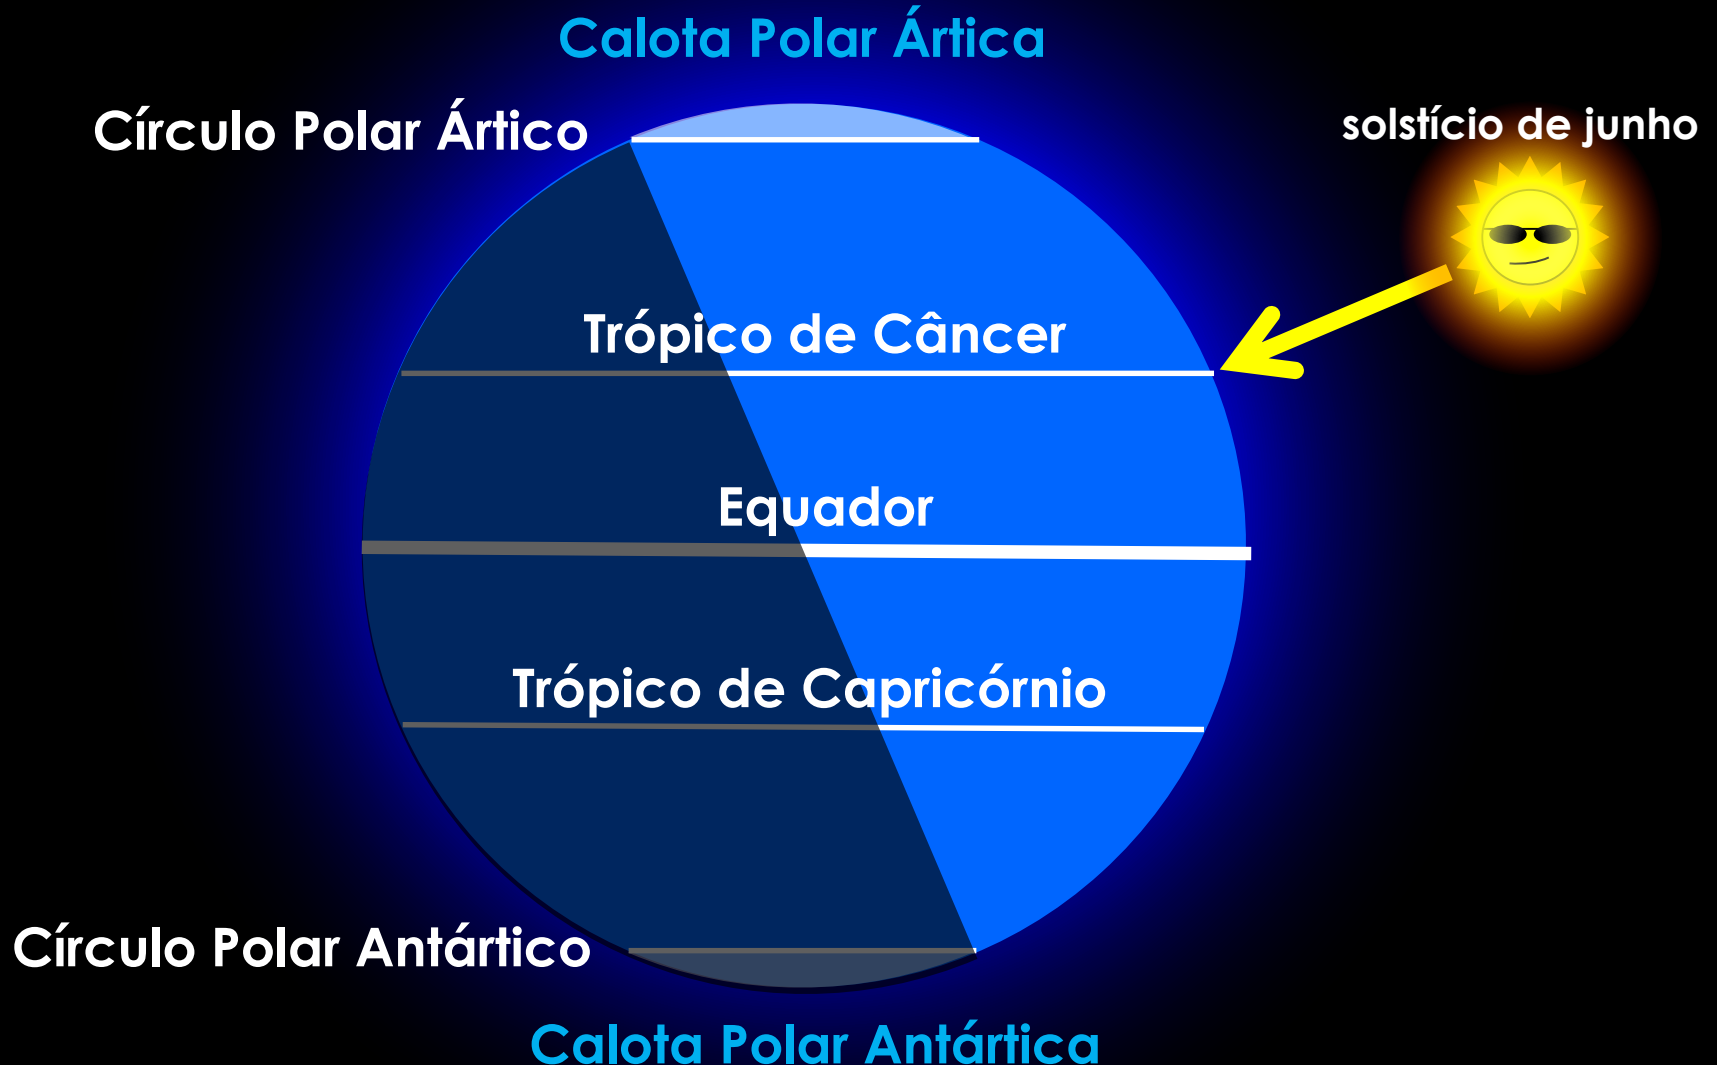 Calota Polar Ártica
Círculo Polar Ártico
solstício de junho
Trópico de Câncer
Equador
Trópico de Capricórnio
Círculo Polar Antártico
Calota Polar Antártica